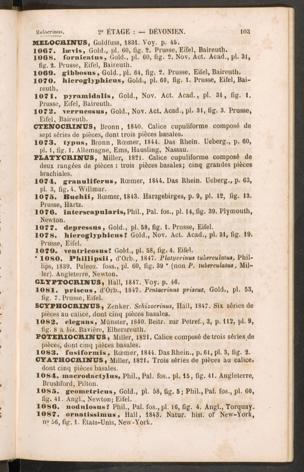 Melocrinus. 2e ÉTAGE : — DÉVONIEN. 103
MELOCRINUS, Goldfuss, 1831. Voy. p. 45.
1067. lævis, Gold., pl. 60, fig. 2. Prusse, Eifel, Baireuth.
1068. fornicatus, Gold., pl. 60, fig. 2. Nov. Act. Acad., pl. 31,
fig. 2. Prusse, Eifel, Baireuth.
1069. gibbosus, Gold., pl. 64, fig. 2. Prusse, Eifel, Baireuth.
1070. hieroglyphicus, Gold., pl. 60, fig. 1. Prusse, Eifel, Bai-
reuth.
1071. pyramidalis, Gold., Nov. Act. Acad., pl. 31, fig. 1.
Prusse, Eifel, Baireuth.
1072. verrucosus, Gold., Nov. Act. Acad., pl. 31, fig. 3. Prusse,
Eifel, Baireuth.
CTENOCRINUS, Bronn, 1840. Calice cupuliforme composé de
sept séries de pièces, dont trois pièces basales.
1073. typus, Bronn, Rœmer, 1844. Das Rhein. Ueberg., p. 60,
pl. 1, fig. 1. Allemagne, Ems, Hausling, Nassau.
PLATYCRINUS, Miller, 1821. Calice cupuliforme composé de
deux rangées de pièces : trois pièces basales; cinq grandes pièces
brachiales.
1074. granuliferus, Rœmer, 1844. Das Rhein. Ueberg., p. 63,
pl. 3, fig. 4. Willmar.
1075. Buchii, Rœmer, 1843. Harzgebirges, p. 9, pl. 12, fig. 13.
Prusse, Hartz.
1076. interscapularis, Phil., Pal. fos., pl. 14, fig. 39. Plymouth,
Newton.
1077. depressus, Gold., pl. 58, fig. 1. Prusse, Eifel.
1078. hieroglyphicus? Gold., Nov. Act. Acad., pl. 31, fig. 19.
Prusse, Eifel.
1079. ventricosus? Gold., pl. 58, fig. 4. Eifel.
*1080. Phillipsii, d'Orb., 1847. Platycrinus tuberculatus, Phil-
lips, 1839. Paleoz. foss., pl. 60, fig. 39 * (non P. tuberculatus, Mil-
ler). Angleterre, Newton.
GLYPTOCRINUS, Hall, 1847. Voy. p. 46.
1081. priscus, d'Orb., 1847. Pentacrinus priscus, Gold., pl. 53,
fig. 7. Prusse, Eifel.
SCYPHOCRINUS, Zenker. Schizocrinus, Hall, 1847. Six séries de
pièces au calice, dont cinq pièces basales.
1082. elegans, Münster, 1840. Beitr. zur Petref., 3, p. 112, pl. 9,
fig. 8 à 8d. Bavière, Elbersreuth.
POTERIOCRINUS, Miller, 1821. Calice composé de trois séries de
pièces, dont cinq pièces basales.
1083. fusiformis, Rœmer, 1844. Das Rhein., p. 61, pl. 3, fig. 2.
CYATHOCRINUS, Miller, 1821. Trois séries de pièces au calice,
dont cinq pièces basales.
1084. macrodactylus, Phil., Pal. fos., pl. 15, fig. 41. Angleterre,
Brushford, Pilton.
1085. geometricus, Gold., pl. 58, fig. 5; Phil., Pal. fos., pl. 60,
fig. 41. Angl., Newton; Eifel.
1086. nodulosus? Phil., Pal. fos., pl. 16, fig. 4. Angl., Torquay.
1087. ornatissimus, Hall, 1843. Natur. hist. of New-York,
no 56, fig. 1. États-Unis, New-York.